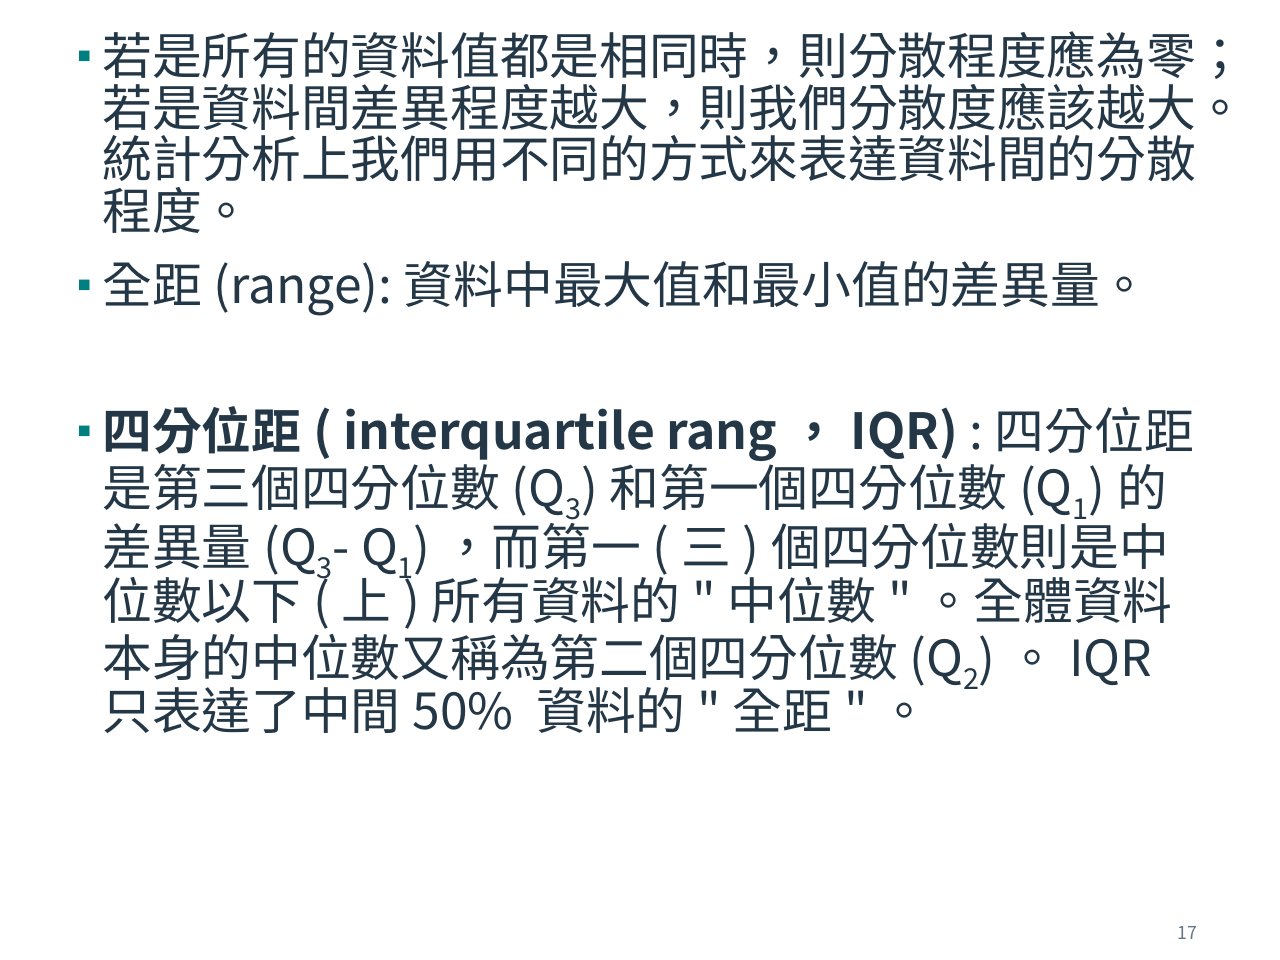 ▪若是所有的資料值都是相同時，則分散程度應為零；
若是資料間差異程度越大，則我們分散度應該越大。
統計分析上我們用不同的方式來表達資料間的分散
程度。
▪全距 (range): 資料中最大值和最小值的差異量。
▪四分位距 ( interquartile rang ， IQR) : 四分位距
是第三個四分位數 (Q₃) 和第一個四分位數 (Q₁) 的
差異量 (Q₃- Q₁) ，而第一 ( 三 ) 個四分位數則是中
位數以下 ( 上 ) 所有資料的 " 中位數 " 。全體資料
本身的中位數又稱為第二個四分位數 (Q₂) 。 IQR
只表達了中間 50% 資料的 " 全距 " 。
17